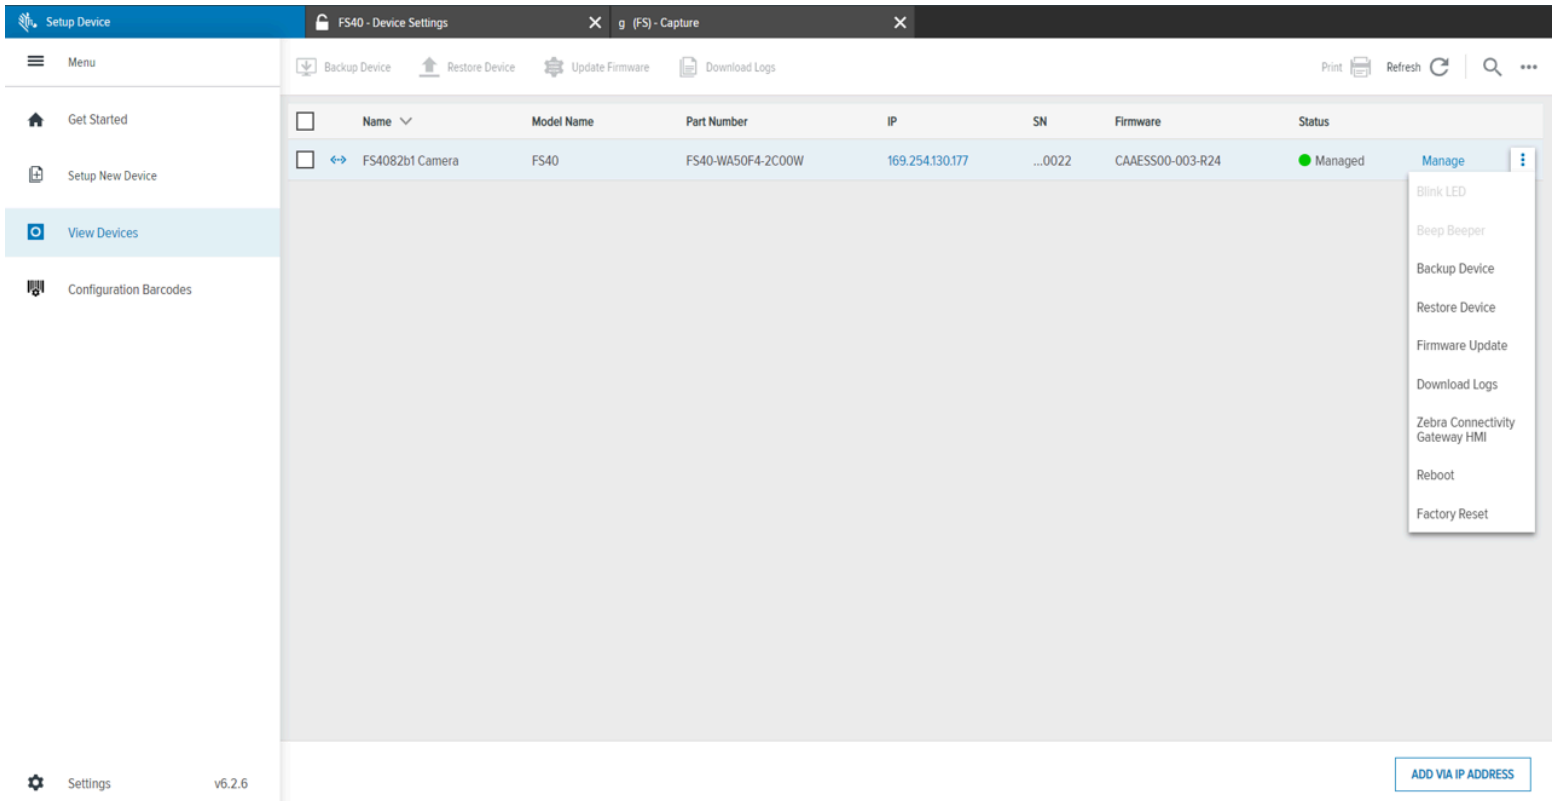 Setup Device
FS40 - Device Settings
g (FS) - Capture
Menu
Backup Device
Restore Device
Update Firmware
Download Logs
Print
Refresh
Get Started
Setup New Device
View Devices
Configuration Barcodes
Name
Model Name
Part Number
IP
SN
Firmware
Status
FS4082b1 Camera
FS40
FS40-WA50F4-2C00W
169.254.130.177
...0022
CAAESS00-003-R24
Managed
Manage
Blink LED
Beep Beeper
Backup Device
Restore Device
Firmware Update
Download Logs
Zebra Connectivity
Gateway HMI
Reboot
Factory Reset
Settings
v6.2.6
ADD VIA IP ADDRESS